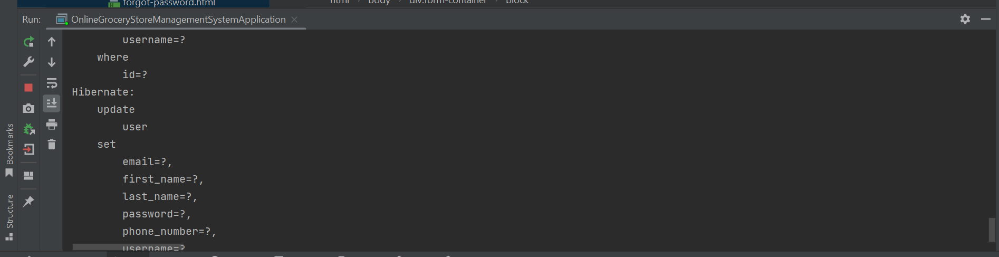 forgot-password.html
html › body › div.form-container › block
Run: OnlineGroceryStoreManagementSystemApplication
username=?
where
id=?
Hibernate:
update
user
set
email=?,
first_name=?,
last_name=?,
password=?,
phone_number=?,
username=?
Bookmarks
Structure